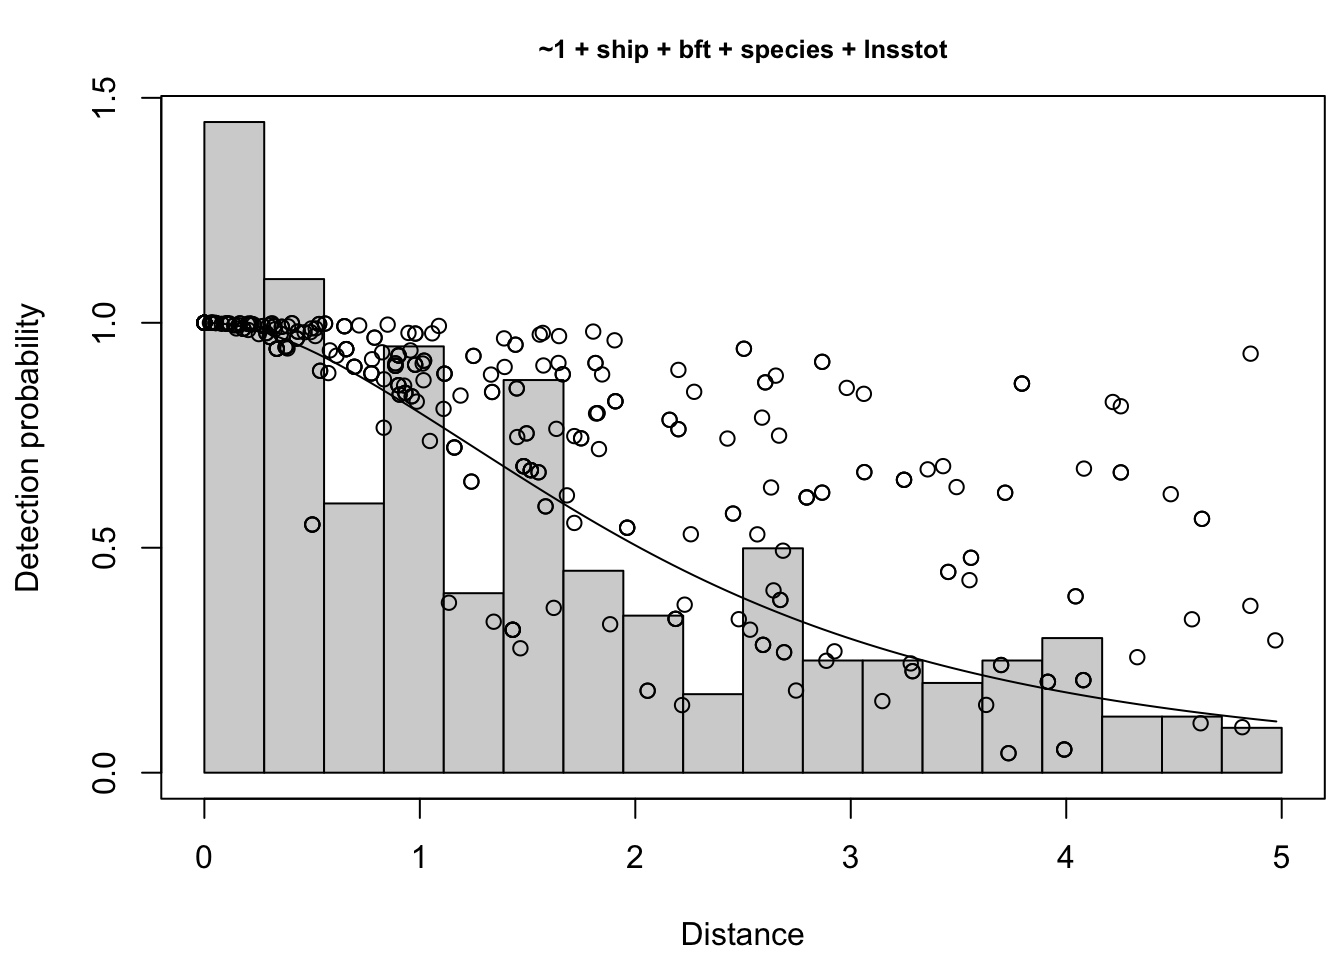 ~1 + ship + bft + species + lnsstot
Detection probability
1.5
1.0
0.5
0.0
0 1 2 3 4 5
Distance